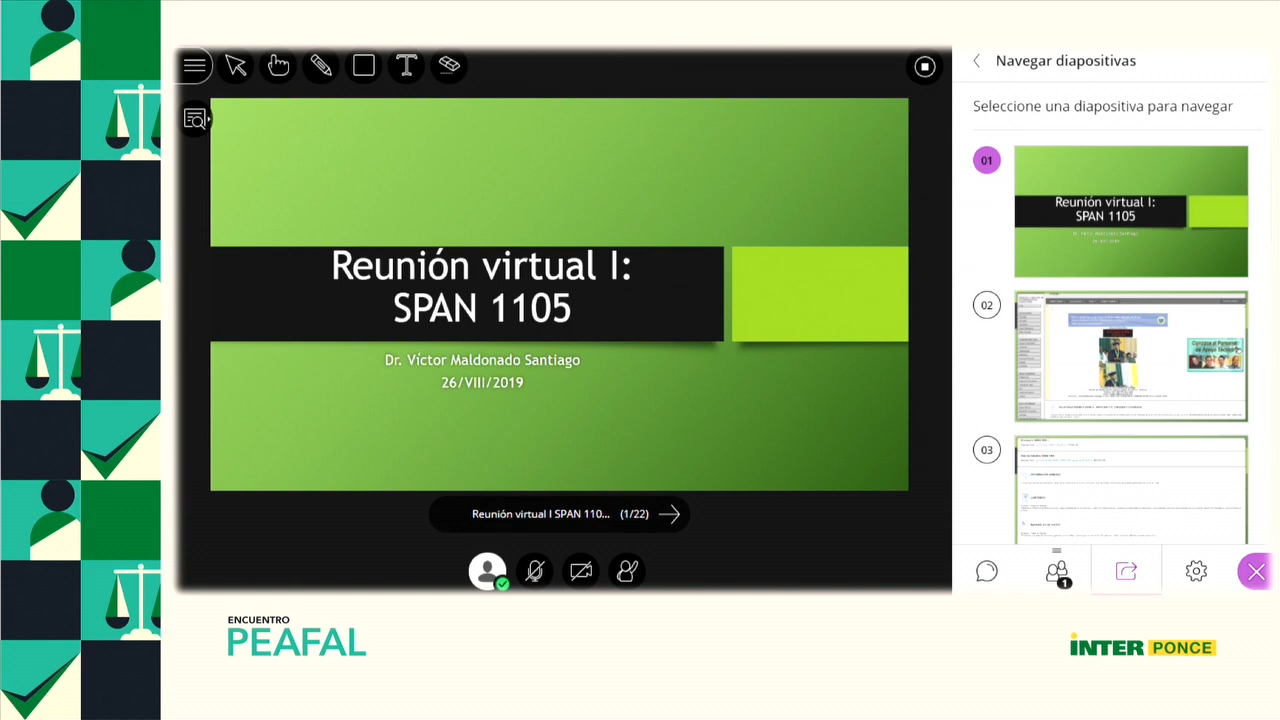 Reunión virtual I:
SPAN 1105
Dr. Víctor Maldonado Santiago
26/VIII/2019
Reunión virtual I SPAN 110... (1/22)
Navegar diapositivas
Seleccione una diapositiva para navegar
01
Reunión virtual I:
SPAN 1105
02
Conozca al Personal
de Apoyo
03
1
ENCUENTRO
PEAFAL
INTER PONCE